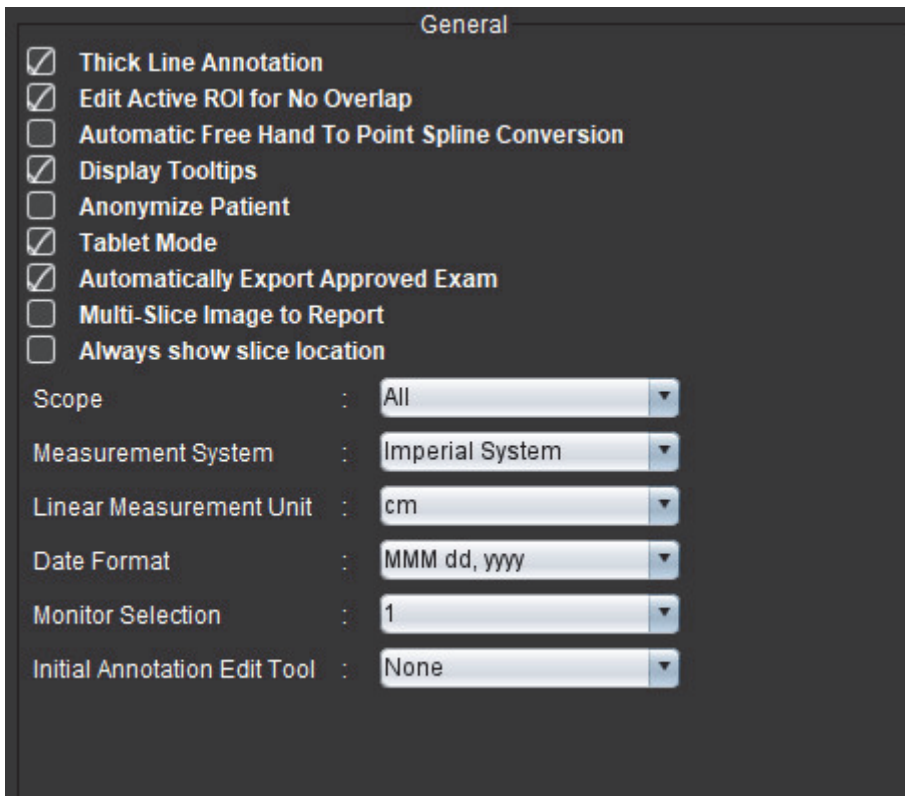 General
Thick Line Annotation
Edit Active ROI for No Overlap
Automatic Free Hand To Point Spline Conversion
Display Tooltips
Anonymize Patient
Tablet Mode
Automatically Export Approved Exam
Multi-Slice Image to Report
Always show slice location
Scope : All
Measurement System : Imperial System
Linear Measurement Unit : cm
Date Format : MMM dd, yyyy
Monitor Selection : 1
Initial Annotation Edit Tool : None